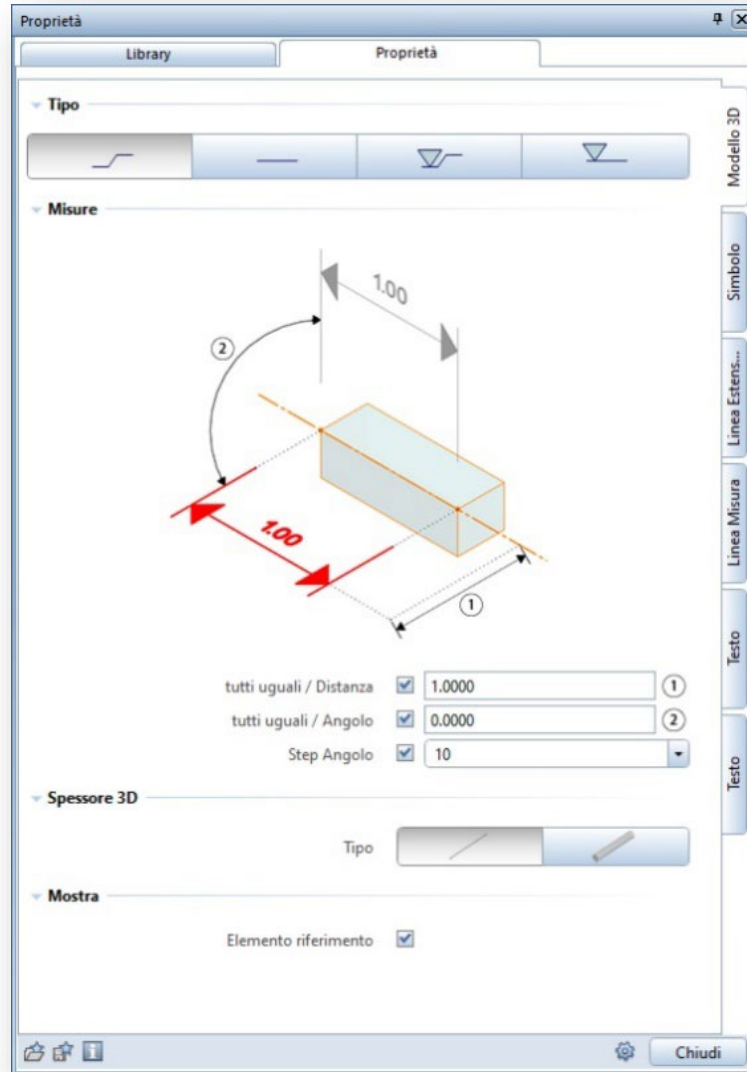 Proprietà
Library
Proprietà
Tipo
Misure
1.00
2
1.00
1
tutti uguali / Distanza
1.0000
1
tutti uguali / Angolo
0.0000
2
Step Angolo
10
Spessore 3D
Tipo
Mostra
Elemento riferimento
Chiudi
Modello 3D
Simbolo
Linea Estens...
Linea Misura
Testo
Testo